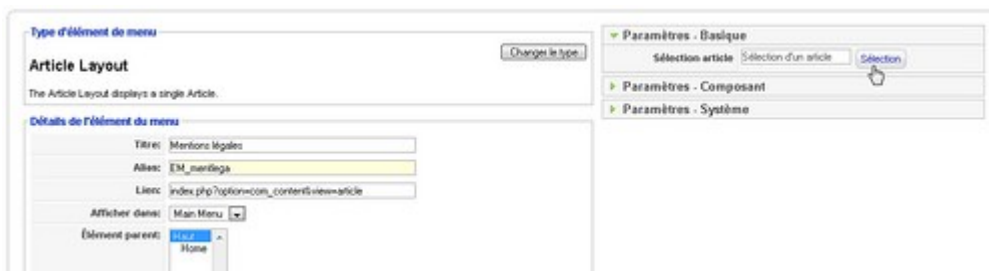 Type d'élément de menu
Changer le type
Article Layout
The Article Layout displays a single Article.
Détails de l'élément du menu
Titre: Mentions légales
Alias: EM_mentlega
Lien: index.php?option=com_content&view=article
Afficher dans: Main Menu
Élément parent: Haut
Home
Paramètres - Basique
Sélection article Sélection d'un article Sélection
Paramètres - Composant
Paramètres - Système